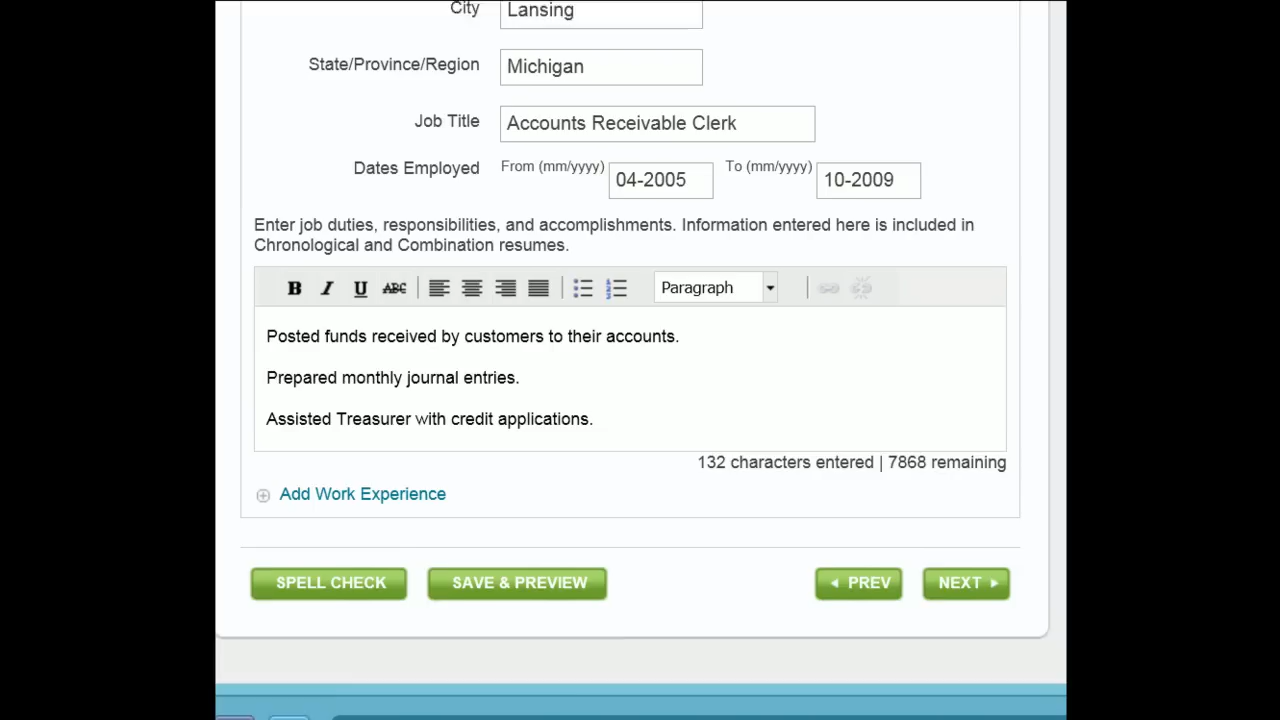 City Lansing
State/Province/Region Michigan
Job Title Accounts Receivable Clerk
Dates Employed From (mm/yyyy) 04-2005 To (mm/yyyy) 10-2009
Enter job duties, responsibilities, and accomplishments. Information entered here is included in
Chronological and Combination resumes.
B I U ABC Paragraph
Posted funds received by customers to their accounts.
Prepared monthly journal entries.
Assisted Treasurer with credit applications.
132 characters entered | 7868 remaining
Add Work Experience
SPELL CHECK SAVE & PREVIEW PREV NEXT